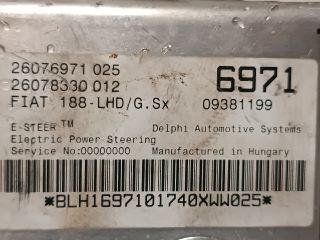 26076971 025 6971
26078330 012
FIAT 188-LHD/G.Sx 09381199
E-STEER™ Delphi Automotive Systems
Electric Power Steering
Service No:00000000 Manufactured in Hungary
*BLH1697101740XWW025*